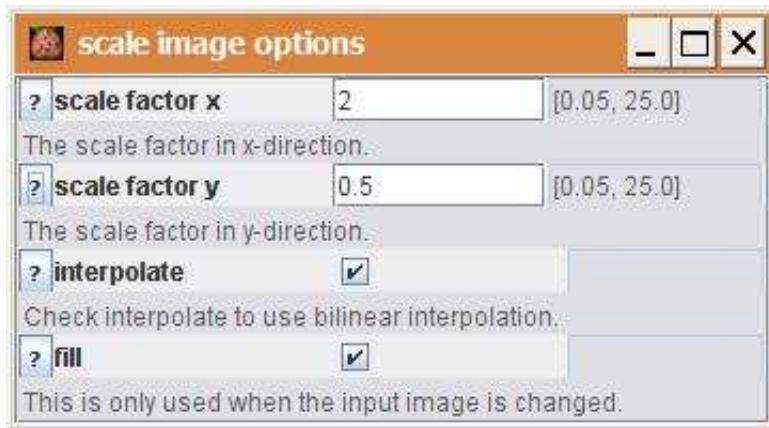 scale image options
? scale factor x 2 [0.05, 25.0]
The scale factor in x-direction.
? scale factor y 0.5 [0.05, 25.0]
The scale factor in y-direction.
? interpolate
Check interpolate to use bilinear interpolation.
? fill
This is only used when the input image is changed.